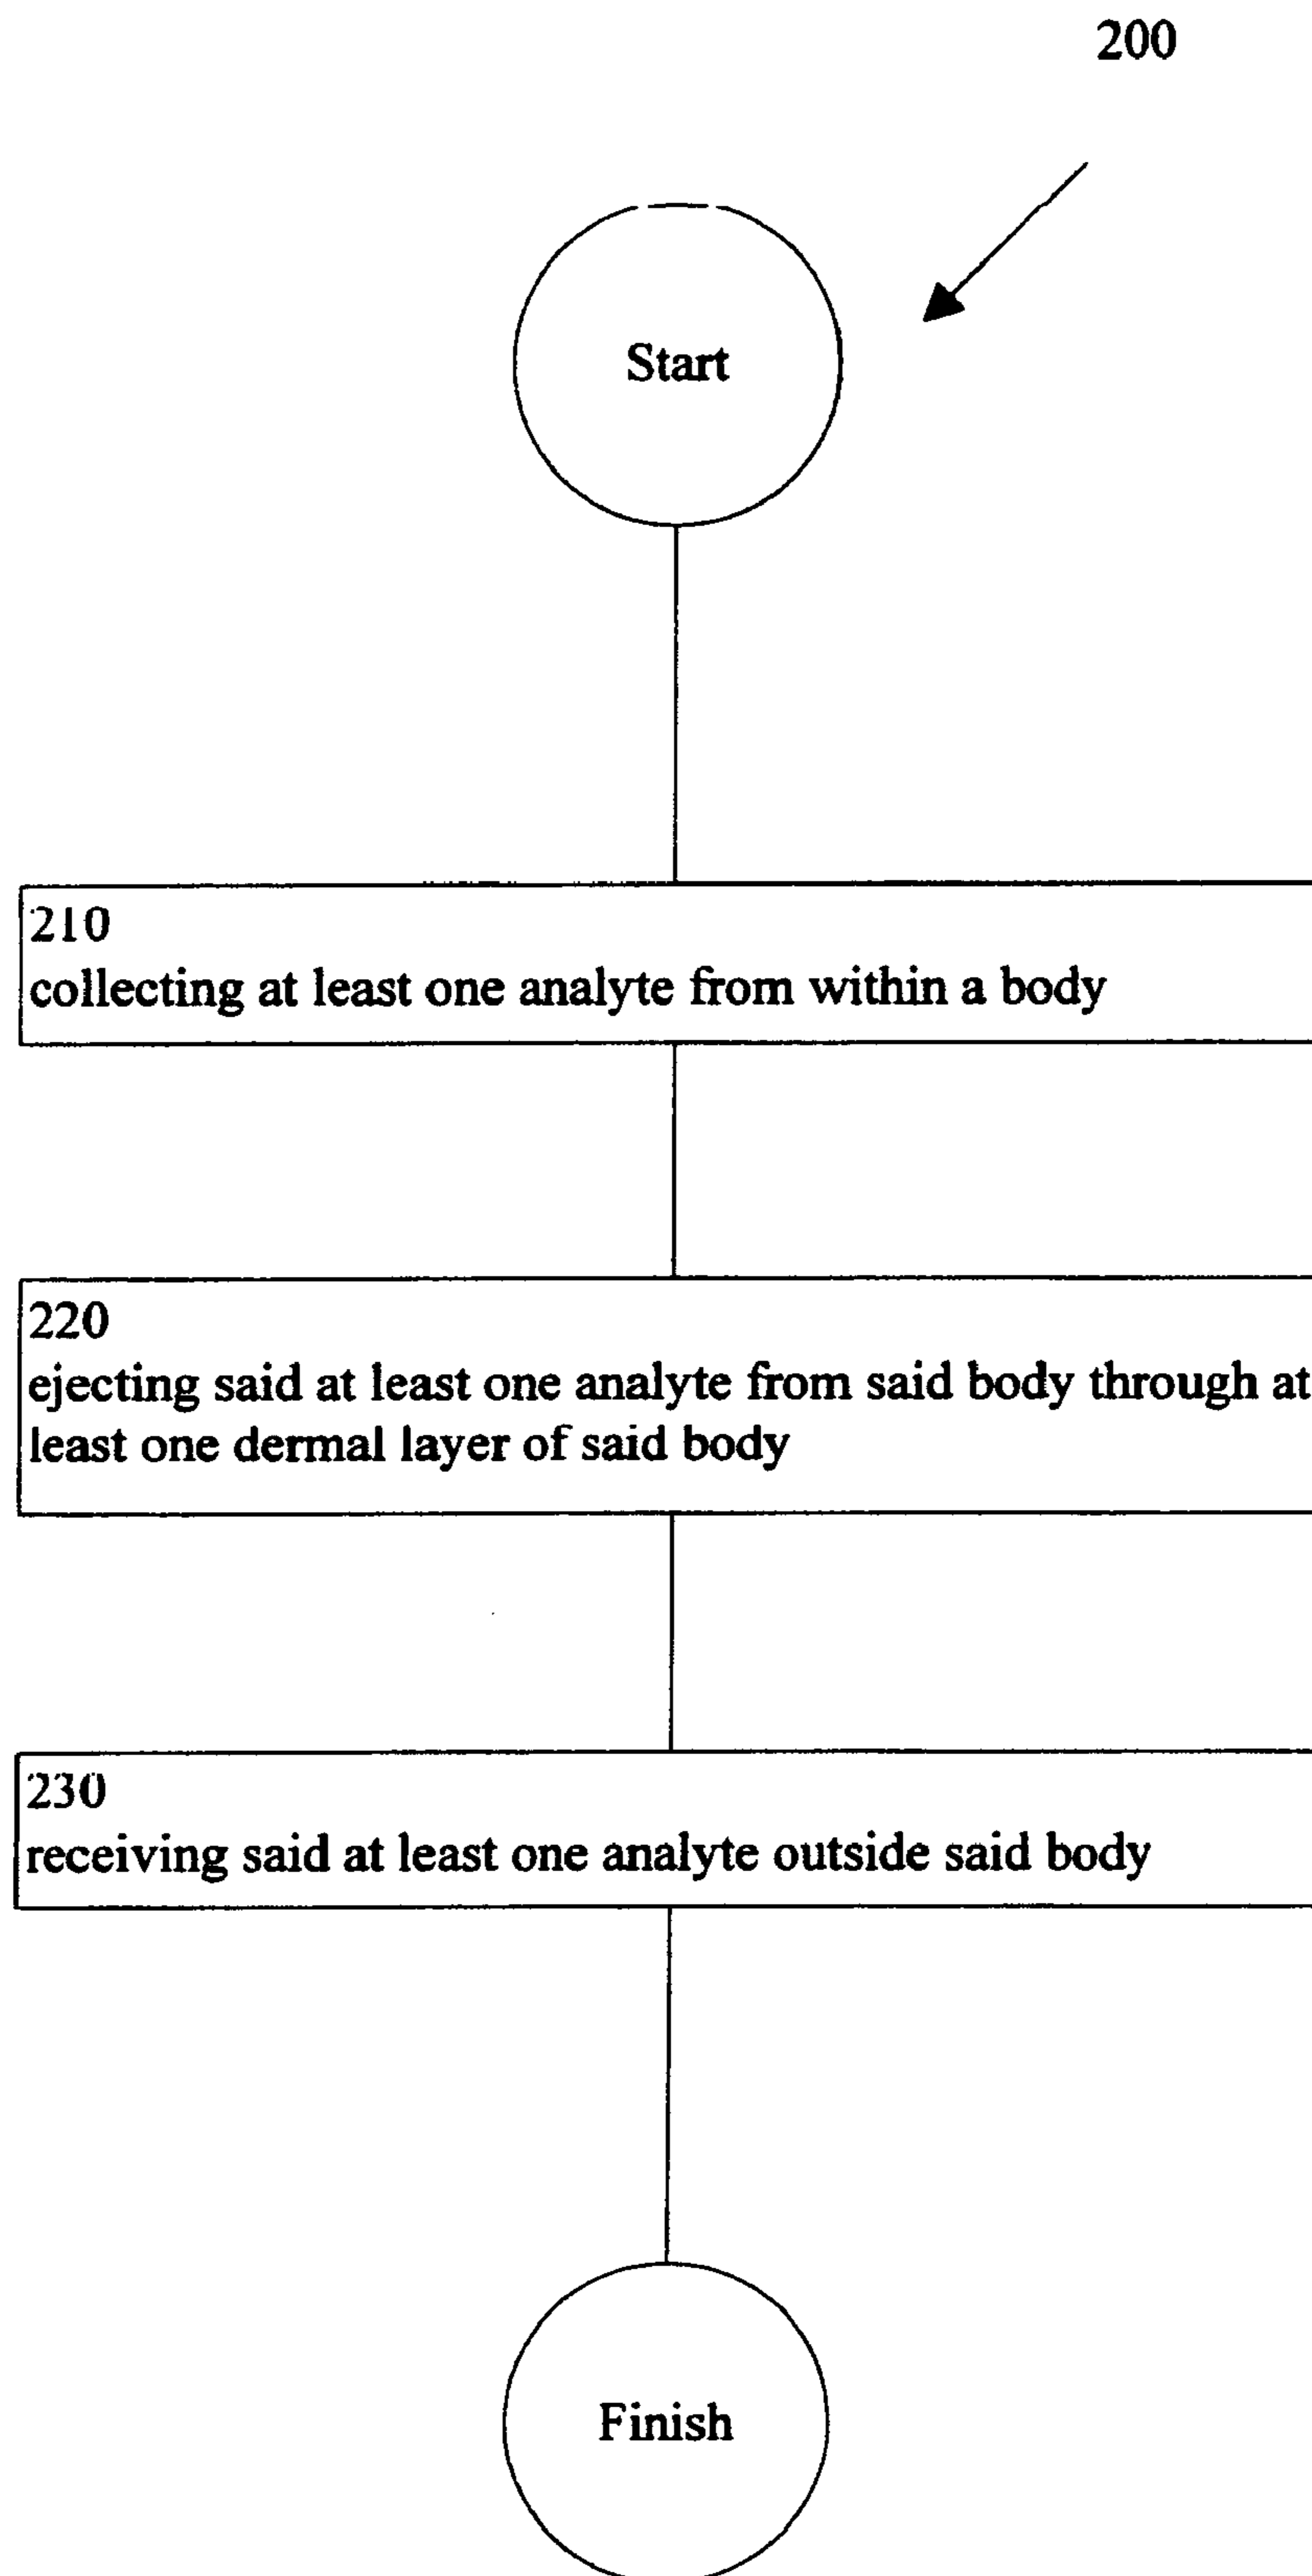 200
Start
210
collecting at least one analyte from within a body
220
ejecting said at least one analyte from said body through at
least one dermal layer of said body
230
receiving said at least one analyte outside said body
Finish